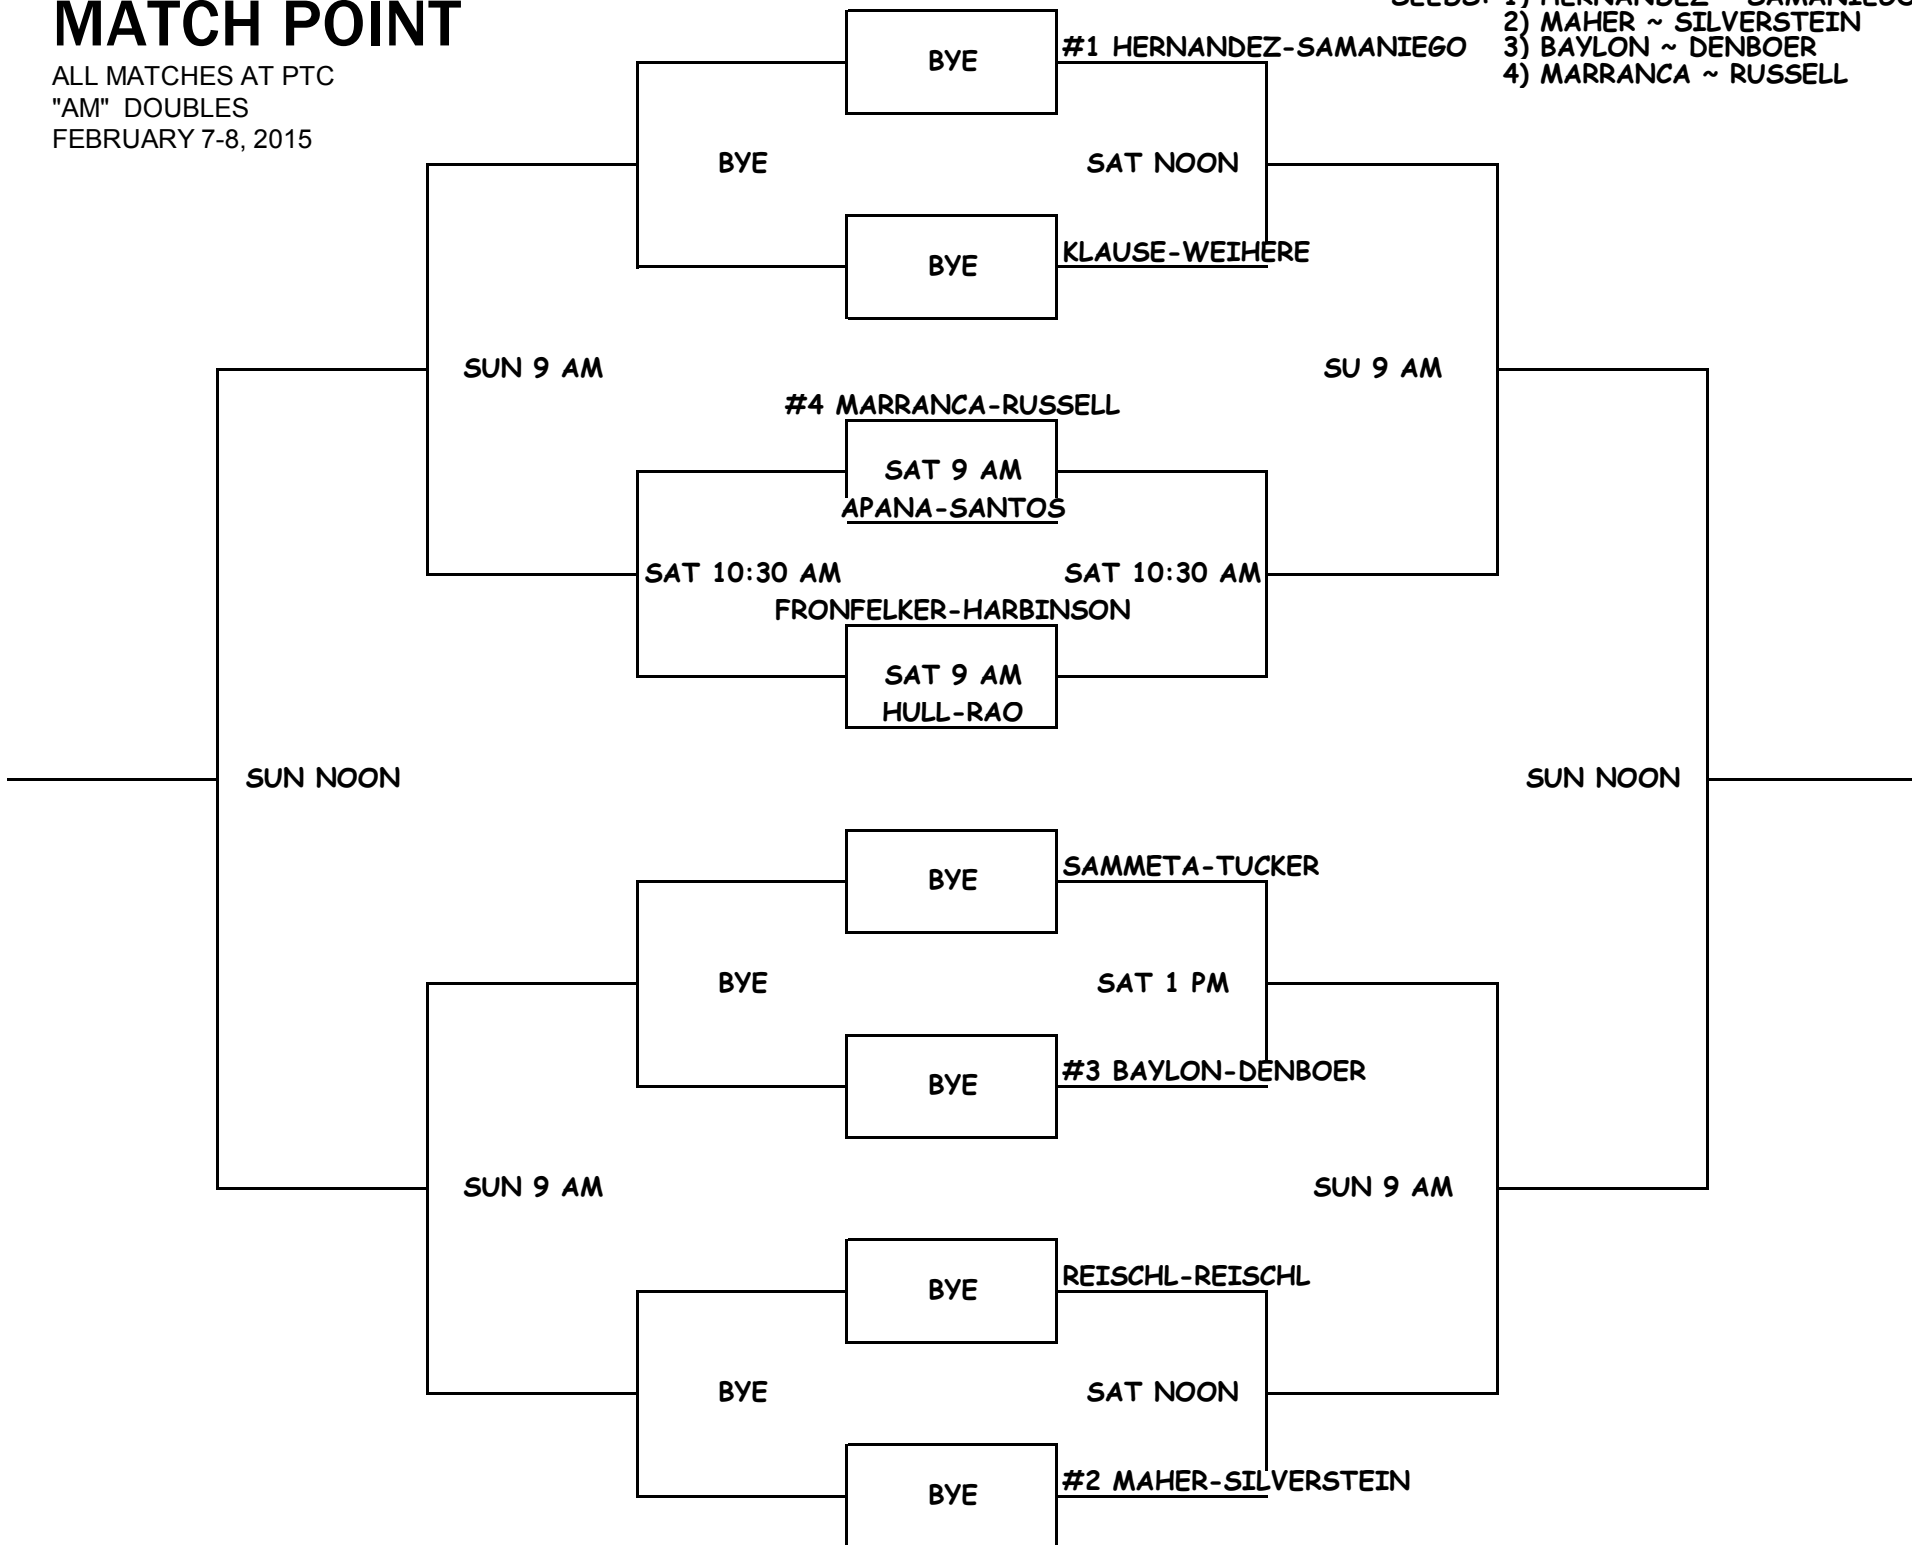 MATCH POINT
SEEDS: 1) HERNANDEZ ~ SAMANIEGO
2) MAHER ~ SILVERSTEIN
BYE #1 HERNANDEZ-SAMANIEGO 3) BAYLON ~ DENBOER
ALL MATCHES AT PTC 4) MARRANCA ~ RUSSELL
"AM" DOUBLES
FEBRUARY 7-8, 2015
BYE SAT NOON
BYE KLAUSE-WEIHERE
SUN 9 AM SU 9 AM
#4 MARRANCA-RUSSELL
SAT 9 AM
APANA-SANTOS
SAT 10:30 AM SAT 10:30 AM
FRONFELKER-HARBINSON
SAT 9 AM
HULL-RAO
SUN NOON SUN NOON
BYE SAMMETA-TUCKER
BYE SAT 1 PM
BYE #3 BAYLON-DENBOER
SUN 9 AM SUN 9 AM
BYE REISCHL-REISCHL
BYE SAT NOON
BYE #2 MAHER-SILVERSTEIN